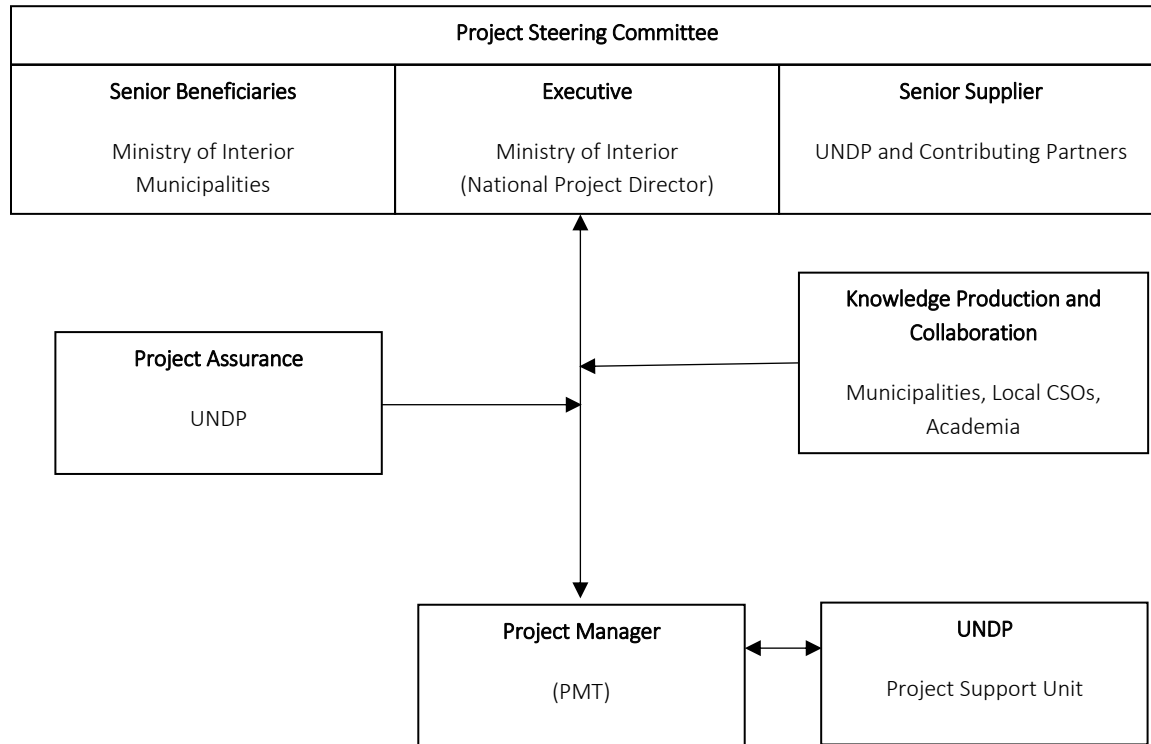 Project Steering Committee
Senior Beneficiaries
Ministry of Interior
Municipalities
Executive
Ministry of Interior
(National Project Director)
Senior Supplier
UNDP and Contributing Partners
Knowledge Production and
Collaboration
Municipalities, Local CSOs,
Academia
Project Assurance
UNDP
Project Manager
(PMT)
UNDP
Project Support Unit